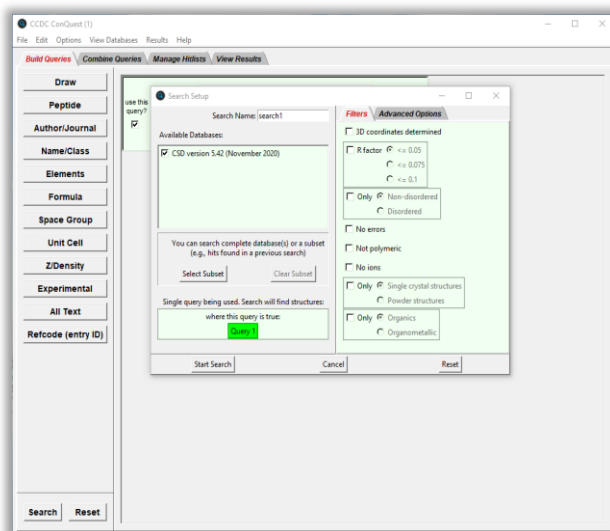 CCDC ConQuest (1)
File Edit Options View Databases Results Help
Build Queries Combine Queries Manage Hitlists View Results
Draw
Peptide
Author/Journal
Name/Class
Elements
Formula
Space Group
Unit Cell
Z/Density
Experimental
All Text
Refcode (entry ID)
Search Reset
use this
query?
Search Setup
Search Name: search1
Available Databases:
CSD version 5.42 (November 2020)
You can search complete database(s) or a subset
(e.g., hits found in a previous search)
Select Subset Clear Subset
Single query being used. Search will find structures:
where this query is true:
Query 1
Filters Advanced Options
3D coordinates determined
R factor <= 0.05
<= 0.075
<= 0.1
Only Non-disordered
Disordered
No errors
Not polymeric
No ions
Only Single crystal structures
Powder structures
Only Organics
Organometallic
Start Search Cancel Reset